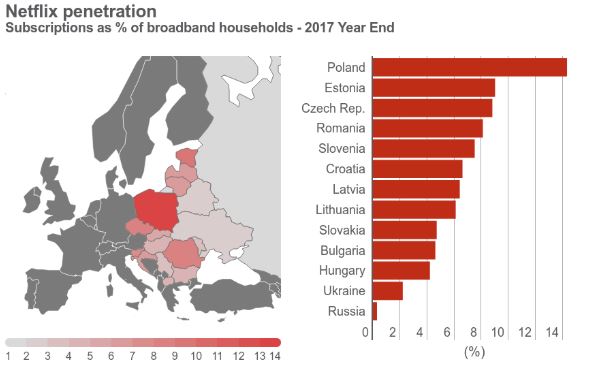 Netflix penetration
Subscriptions as % of broadband households - 2017 Year End
1 2 3 4 5 6 7 8 9 10 11 12 13 14
Poland
Estonia
Czech Rep.
Romania
Slovenia
Croatia
Latvia
Lithuania
Slovakia
Bulgaria
Hungary
Ukraine
Russia
0 2 4 6 8 10 12 14
(%)